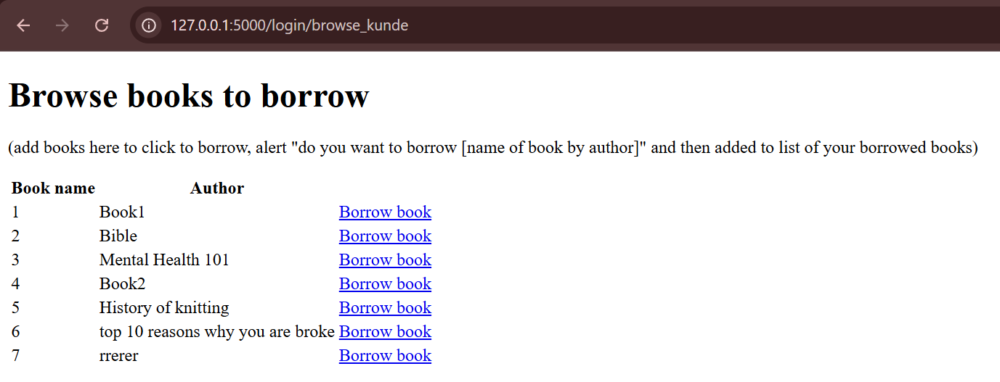 127.0.0.1:5000/login/browse_kunde
Browse books to borrow
(add books here to click to borrow, alert "do you want to borrow [name of book by author]" and then added to list of your borrowed books)
Book name Author
1 Book1 Borrow book
2 Bible Borrow book
3 Mental Health 101 Borrow book
4 Book2 Borrow book
5 History of knitting Borrow book
6 top 10 reasons why you are broke Borrow book
7 rrerer Borrow book